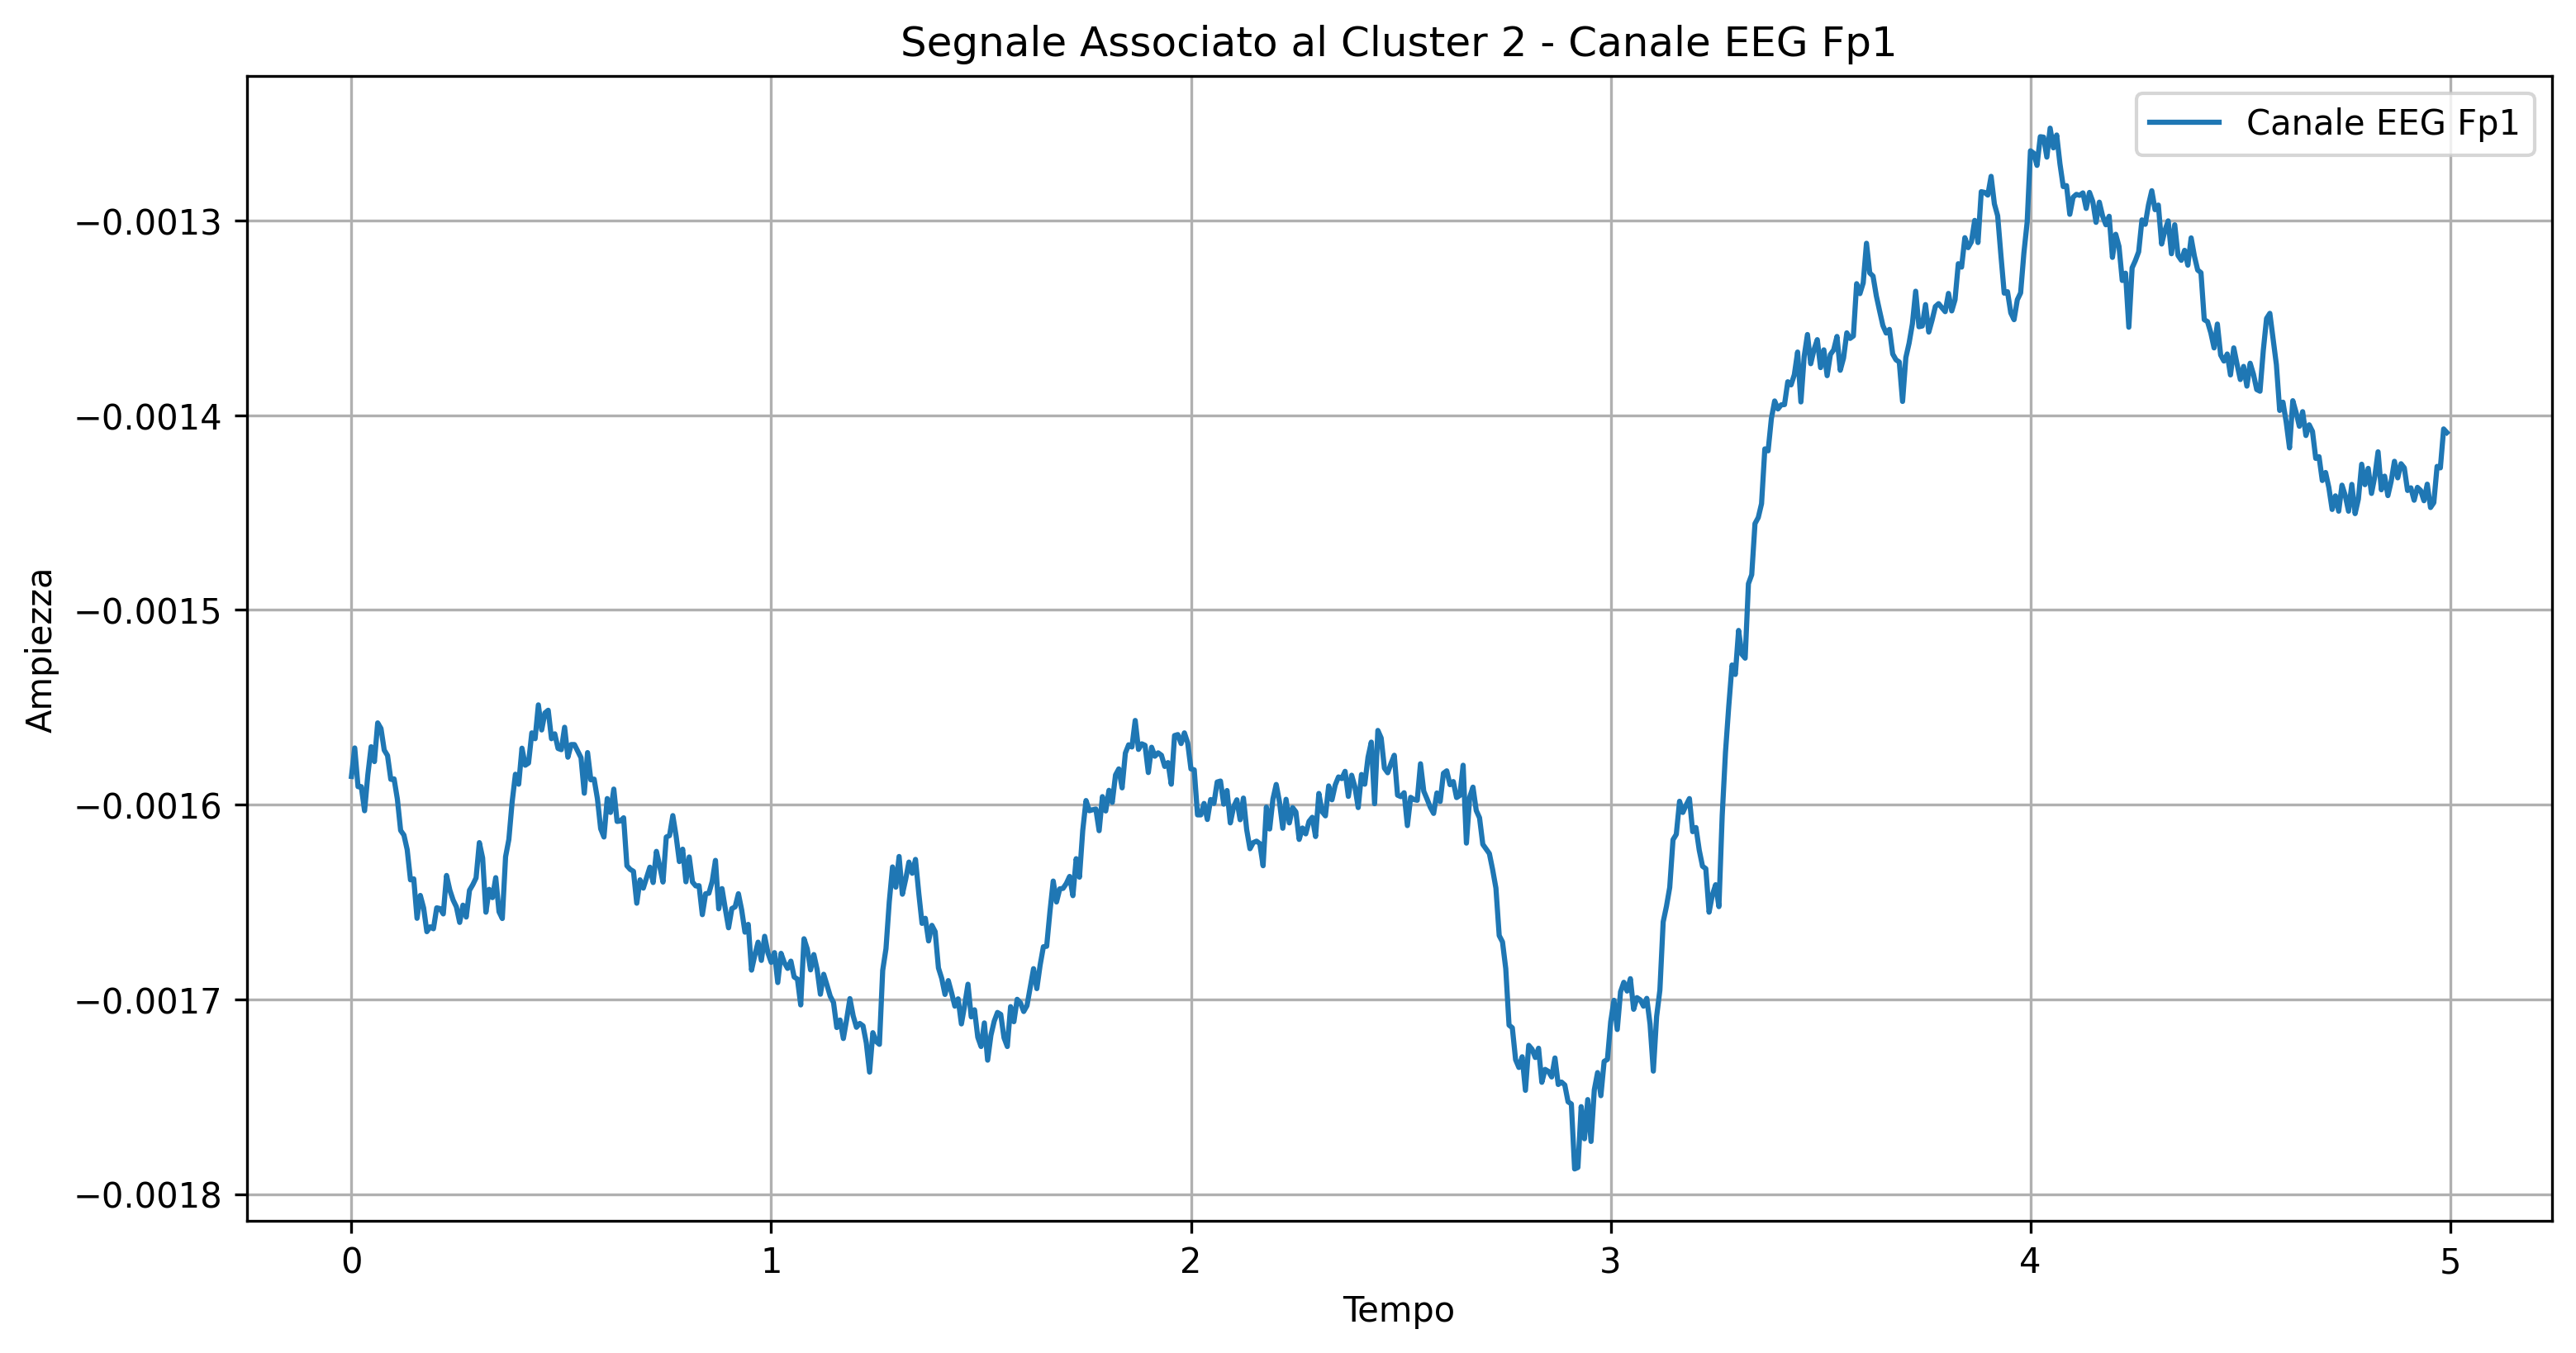 Segnale Associato al Cluster 2 - Canale EEG Fp1
Canale EEG Fp1
−0.0013
−0.0014
−0.0015
−0.0016
−0.0017
−0.0018
Ampiezza
0 1 2 3 4 5
Tempo